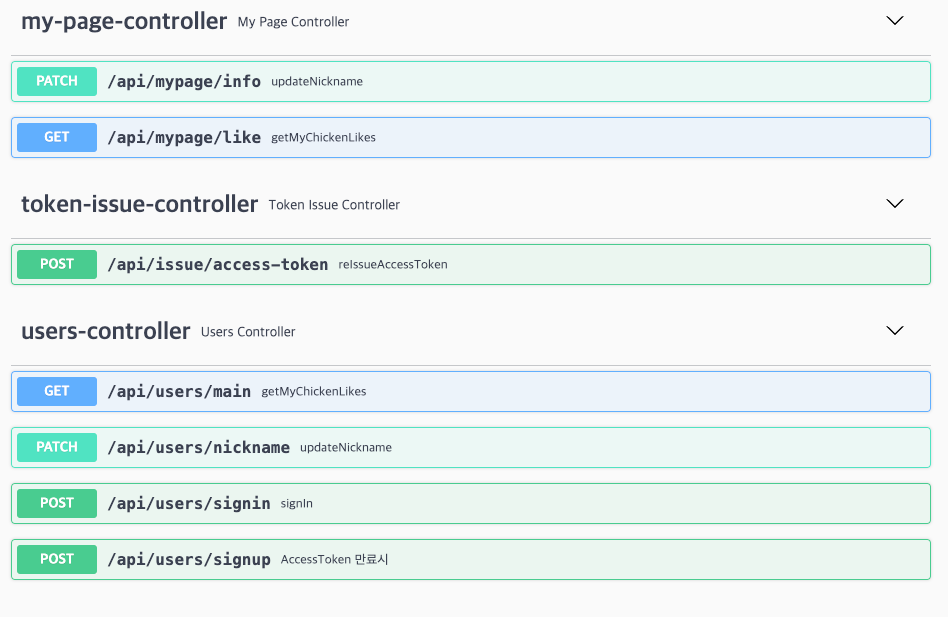 my-page-controller My Page Controller
PATCH /api/mypage/info updateNickname
GET /api/mypage/like getMyChickenLikes
token-issue-controller Token Issue Controller
POST /api/issue/access-token reIssueAccessToken
users-controller Users Controller
GET /api/users/main getMyChickenLikes
PATCH /api/users/nickname updateNickname
POST /api/users/signin signIn
POST /api/users/signup AccessToken 만료시